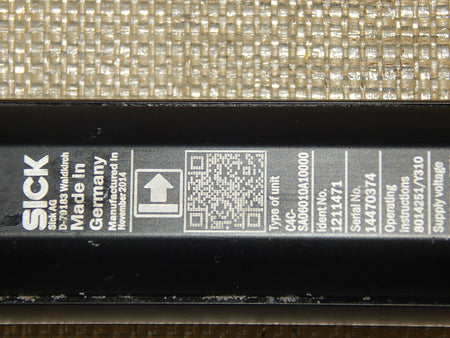 SICK
Sick AG
D-79183 Waldkirch
Made in
Germany
Manufactured in
November 2014
Type of unit
C4C-
SA06010A10000
Ident No.
1211471
Serial No.
14470374
Operating
instructions
8014251/7310
Supply voltage